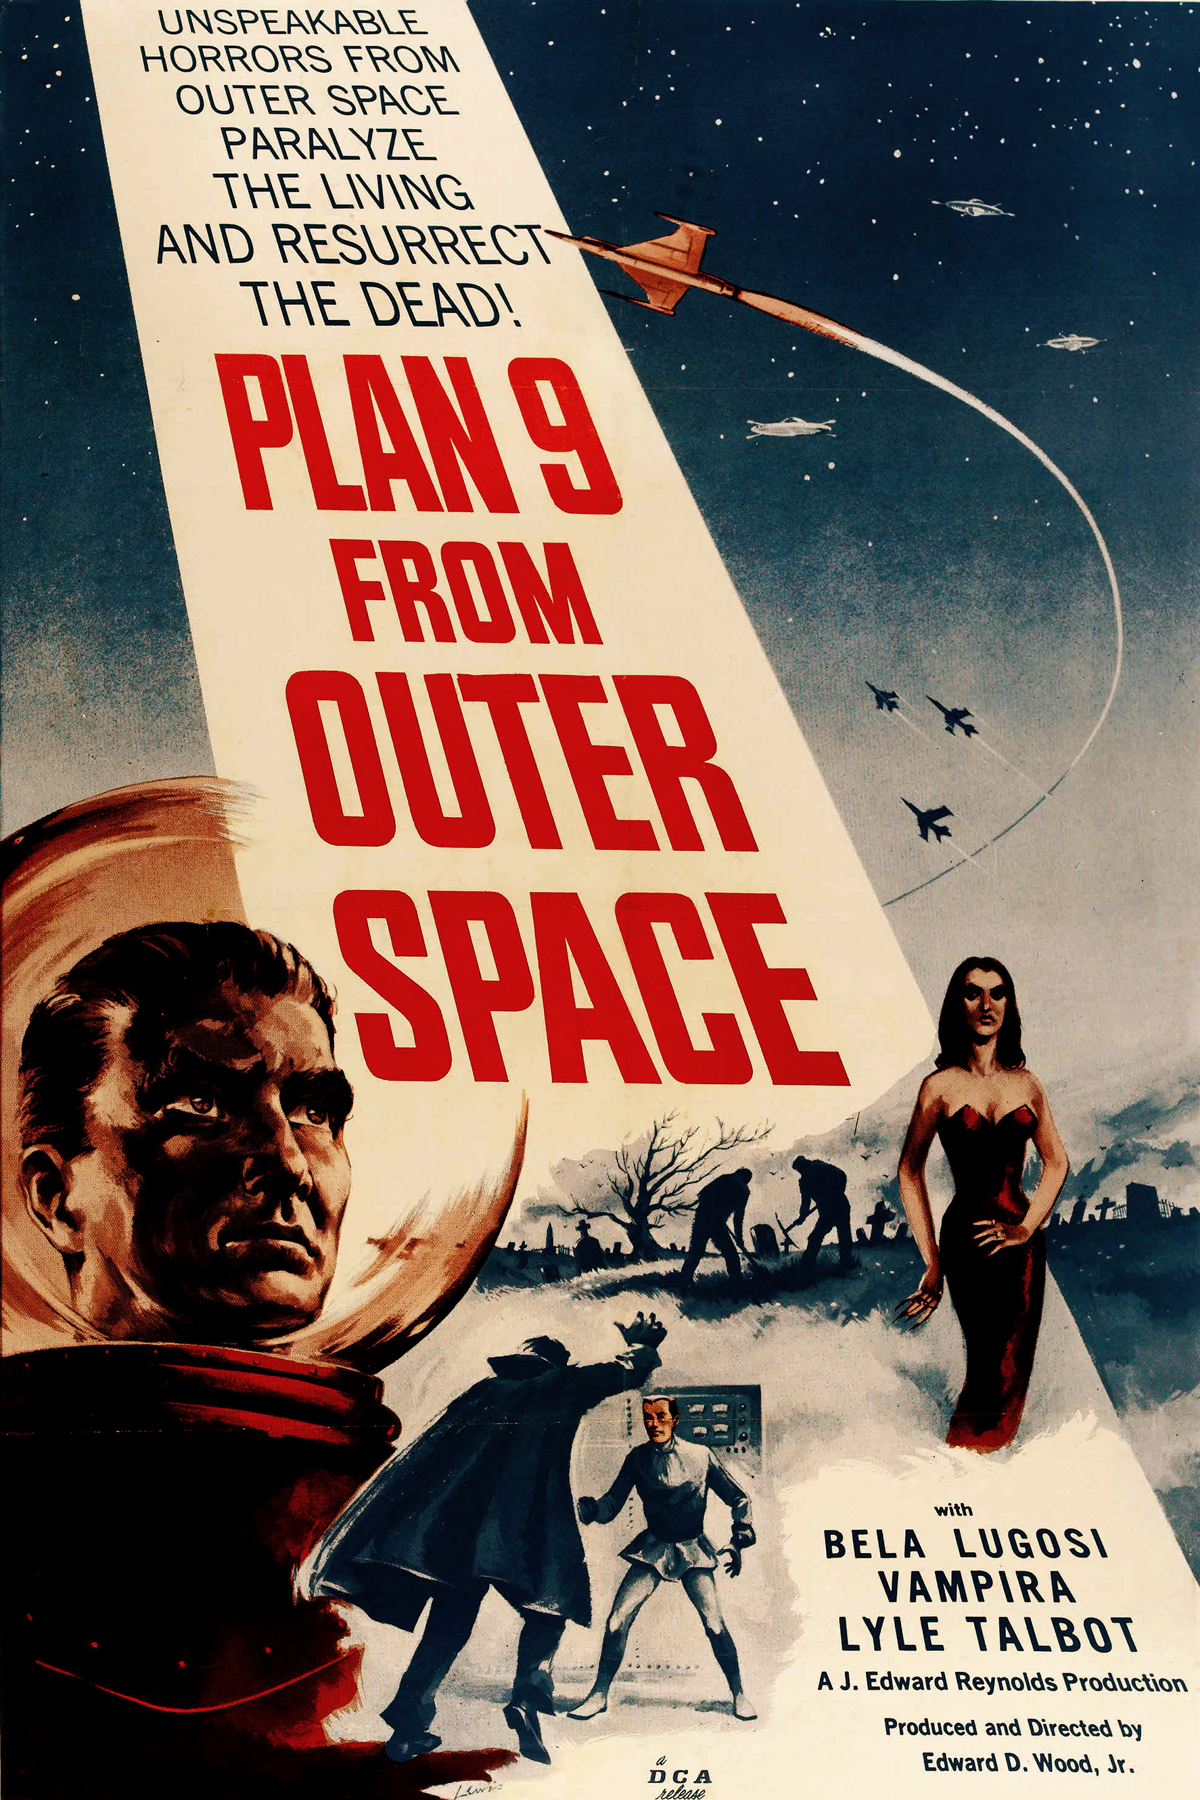 UNSPEAKABLE
HORRORS FROM
OUTER SPACE
PARALYZE
THE LIVING
AND RESURRECT
THE DEAD!
PLAN 9
FROM
OUTER
SPACE
with
BELA LUGOSI
VAMPIRA
LYLE TALBOT
A J. Edward Reynolds Production
Produced and Directed by
Edward D. Wood, Jr.
a
DCA
release
Lewis